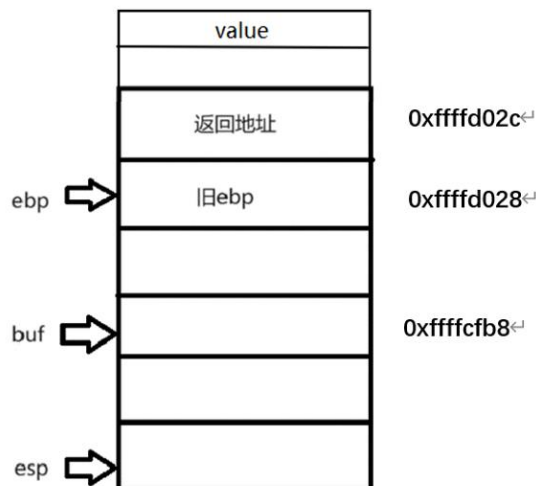 value
返回地址 0xffffd02c↵
ebp 旧ebp 0xffffd028↵
buf 0xffffcfb8↵
esp